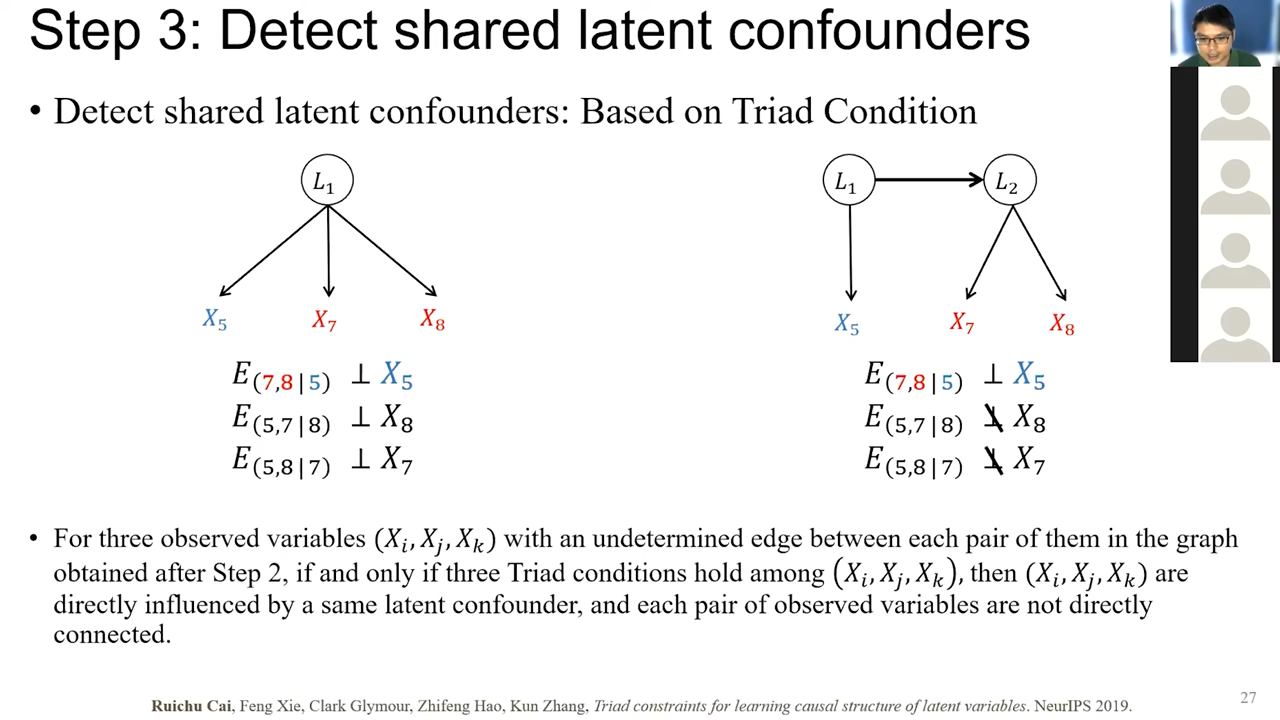 Step 3: Detect shared latent confounders
• Detect shared latent confounders: Based on Triad Condition
L₁
X₅ X₇ X₈
E₍₇,₈|₅₎ ⊥ X₅
E₍₅,₇|₈₎ ⊥ X₈
E₍₅,₈|₇₎ ⊥ X₇
L₁ L₂
X₅ X₇ X₈
E₍₇,₈|₅₎ ⊥ X₅
E₍₅,₇|₈₎ ⊥̸ X₈
E₍₅,₈|₇₎ ⊥̸ X₇
• For three observed variables (Xᵢ, Xⱼ, Xₖ) with an undetermined edge between each pair of them in the graph
obtained after Step 2, if and only if three Triad conditions hold among (Xᵢ, Xⱼ, Xₖ), then (Xᵢ, Xⱼ, Xₖ) are
directly influenced by a same latent confounder, and each pair of observed variables are not directly
connected.
Ruichu Cai, Feng Xie, Clark Glymour, Zhifeng Hao, Kun Zhang, Triad constraints for learning causal structure of latent variables. NeurIPS 2019.
27